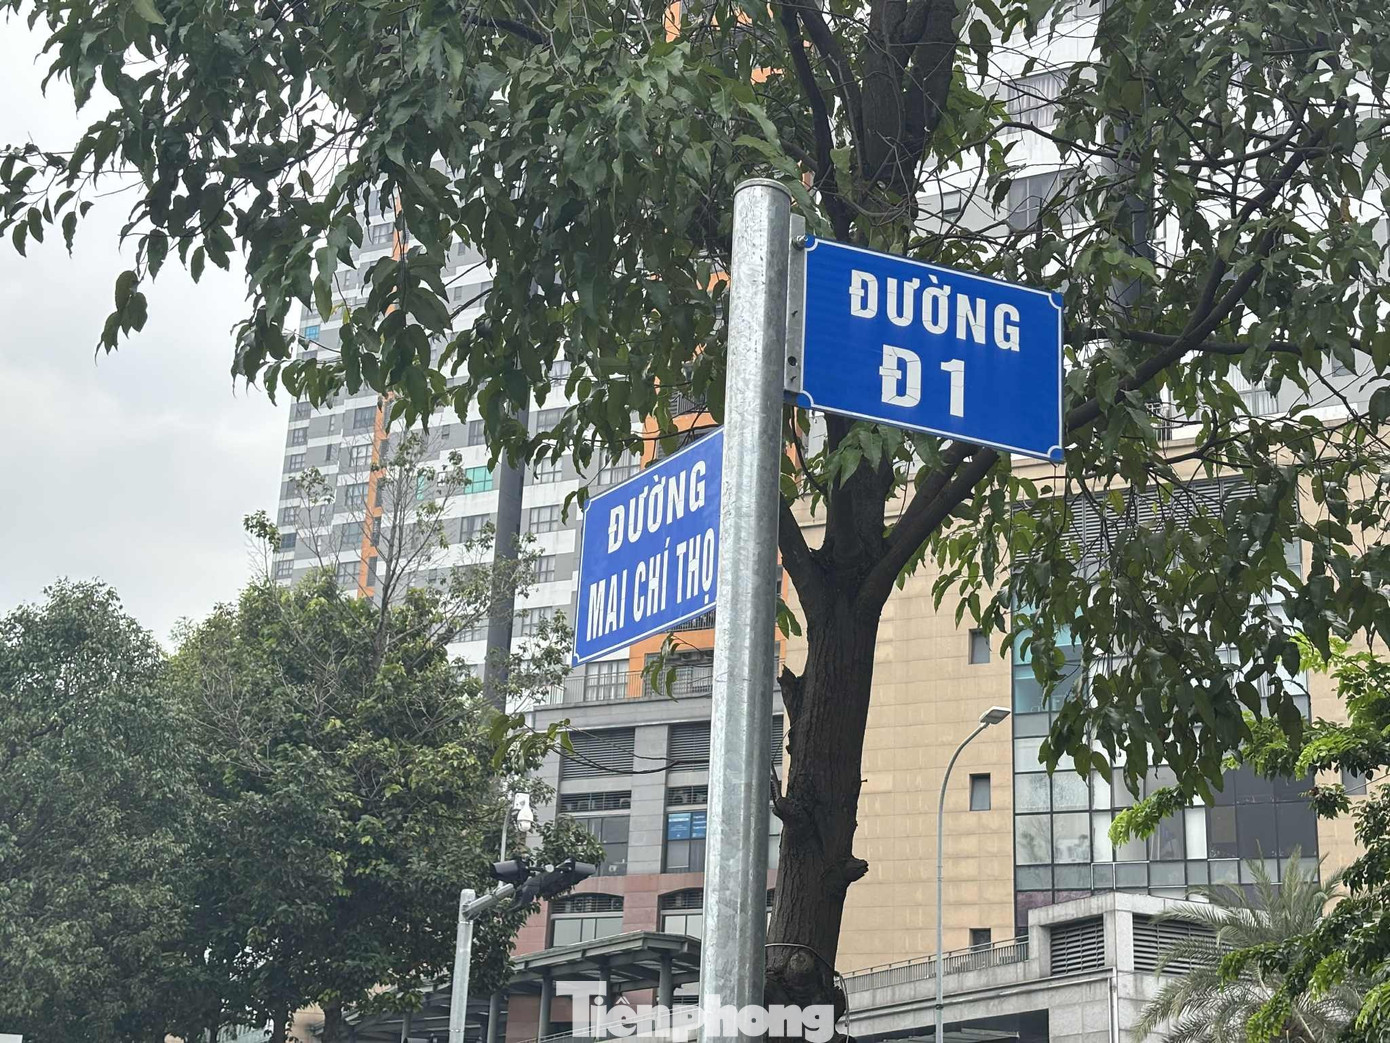 ĐƯỜNG
Đ1
ĐƯỜNG
MAI CHÍ THỌ
Tiền phong